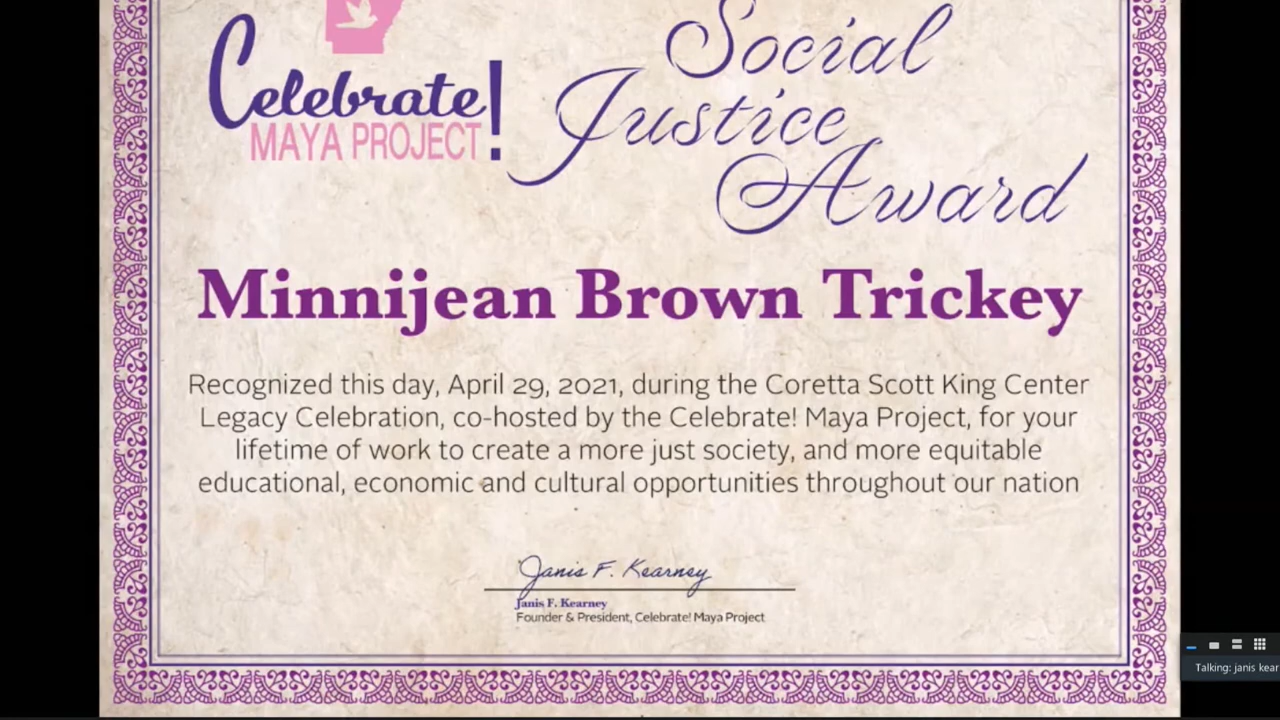 Celebrate!
MAYA PROJECT
Social
Justice
Award
Minnijean Brown Trickey
Recognized this day, April 29, 2021, during the Coretta Scott King Center
Legacy Celebration, co-hosted by the Celebrate! Maya Project, for your
lifetime of work to create a more just society, and more equitable
educational, economic and cultural opportunities throughout our nation
Janis F. Kearney
Janis F. Kearney
Founder & President, Celebrate! Maya Project
Talking: janis kear